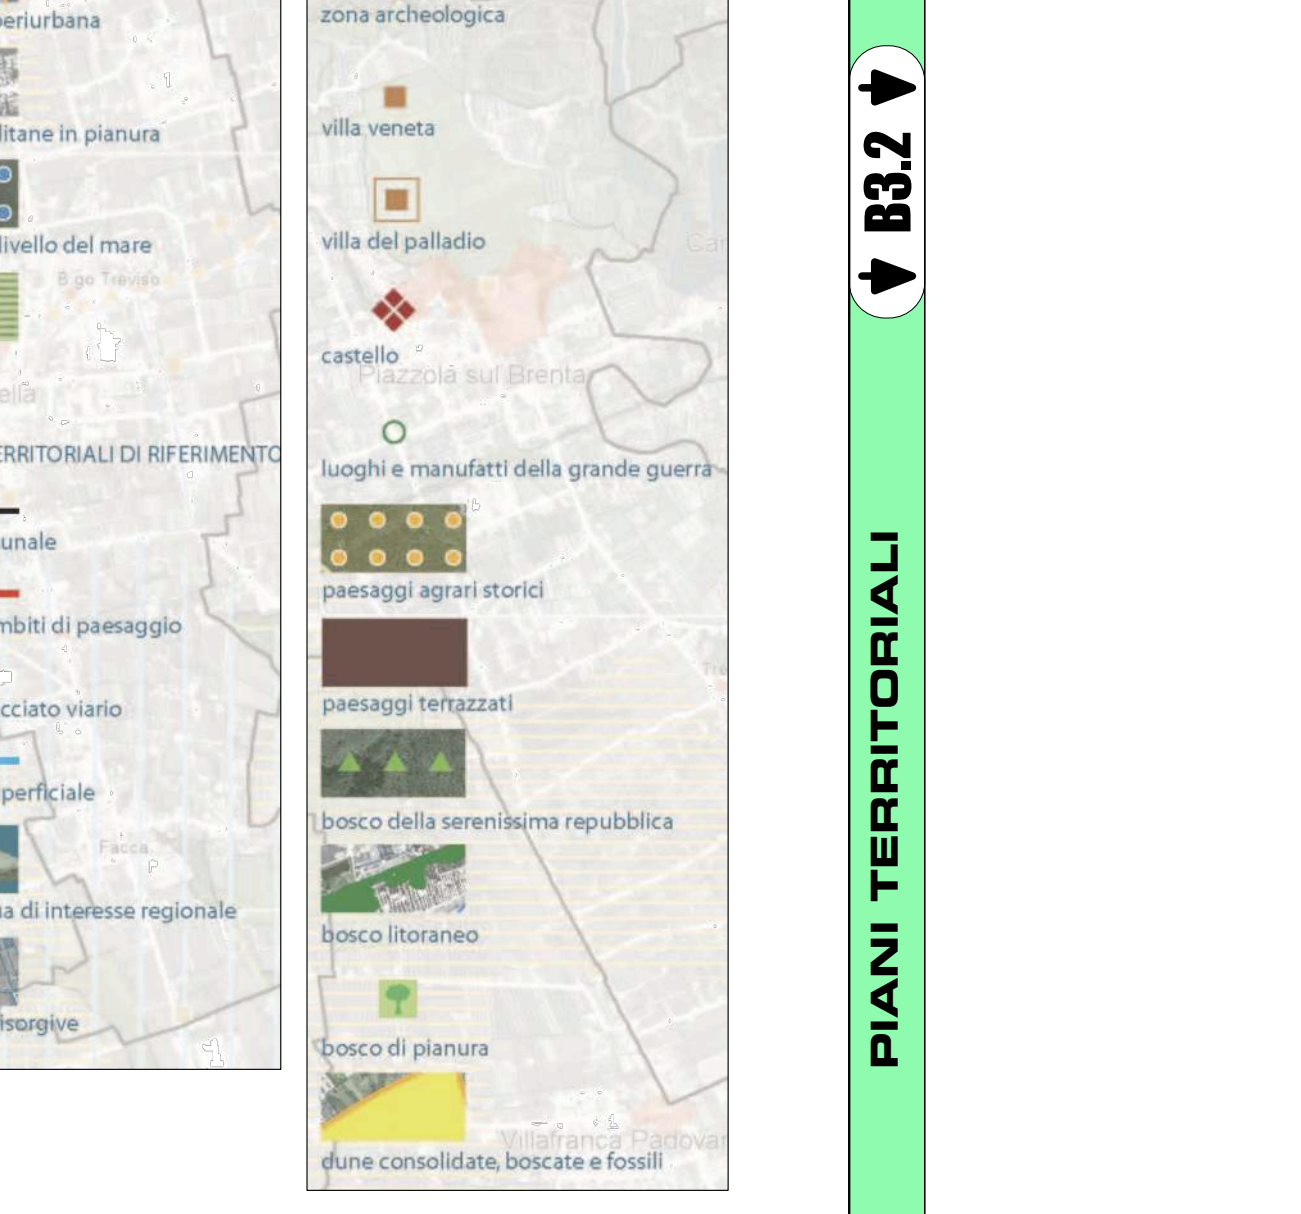 periurbana
litane in pianura
livello del mare
B.go Treviso
ella
ERRITORIALI DI RIFERIMENTO
unale
mbiti di paesaggio
cciato viario
perficiale
Facca
ua di interesse regionale
isorgive
zona archeologica
villa veneta
villa del palladio
Car
castello
Piazzola sul Brenta
luoghi e manufatti della grande guerra
paesaggi agrari storici
Tre
paesaggi terrazzati
bosco della serenissima repubblica
bosco litoraneo
bosco di pianura
Villafranca Padovan
dune consolidate, boscate e fossili
B3.2
PIANI TERRITORIALI